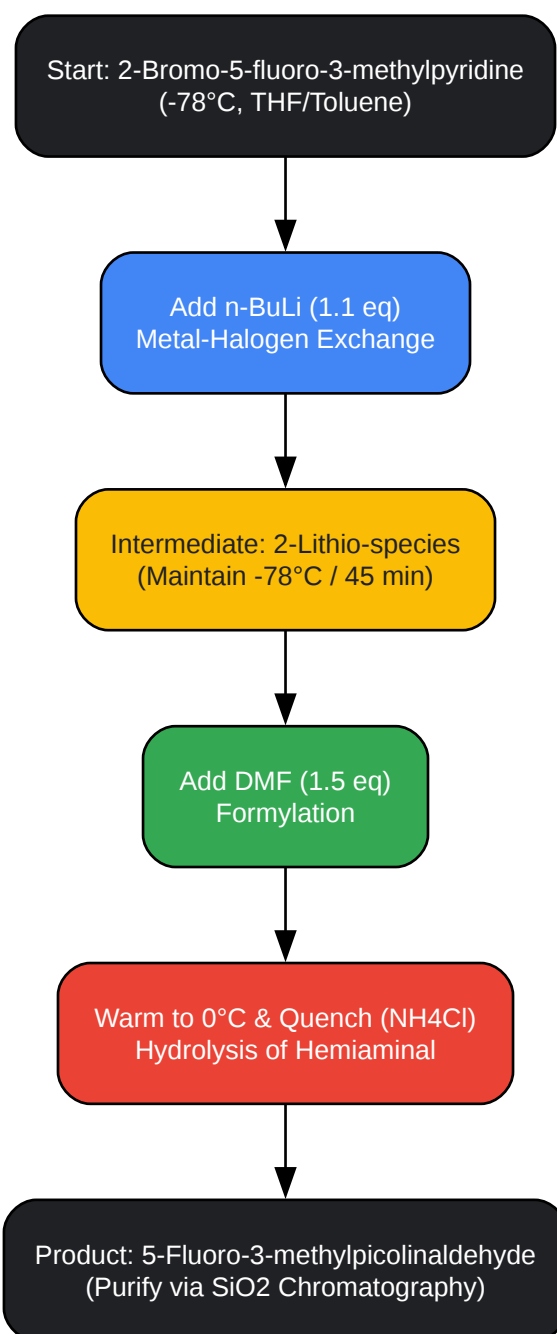 Start: 2-Bromo-5-fluoro-3-methylpyridine
(-78°C, THF/Toluene)
Add n-BuLi (1.1 eq)
Metal-Halogen Exchange
Intermediate: 2-Lithio-species
(Maintain -78°C / 45 min)
Add DMF (1.5 eq)
Formylation
Warm to 0°C & Quench (NH4Cl)
Hydrolysis of Hemiaminal
Product: 5-Fluoro-3-methylpicolinaldehyde
(Purify via SiO2 Chromatography)